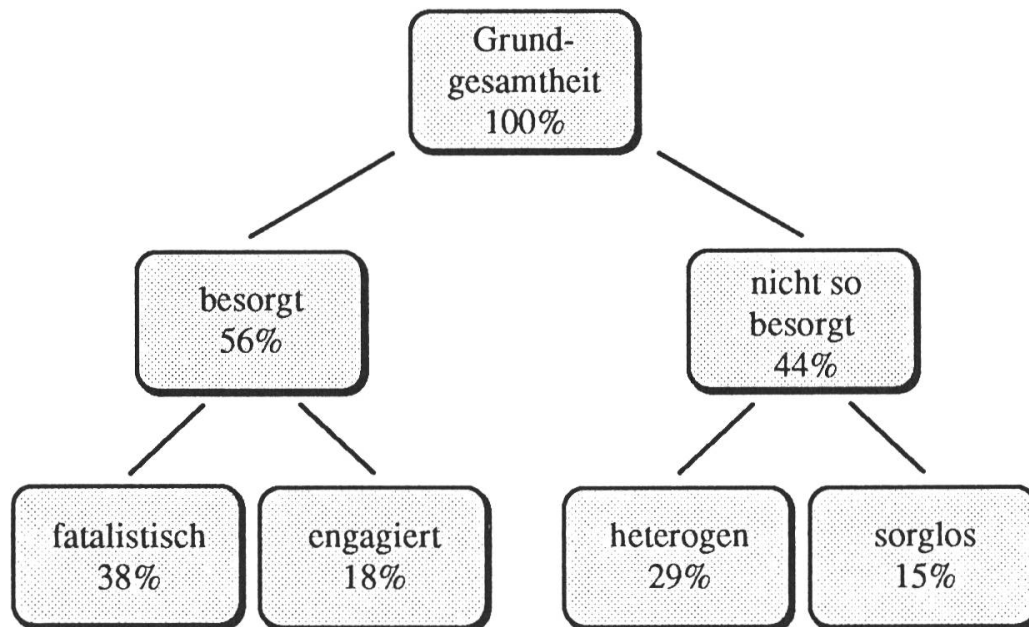 Grund-
gesamtheit
100%
besorgt
56%
nicht so
besorgt
44%
fatalistisch
38%
engagiert
18%
heterogen
29%
sorglos
15%